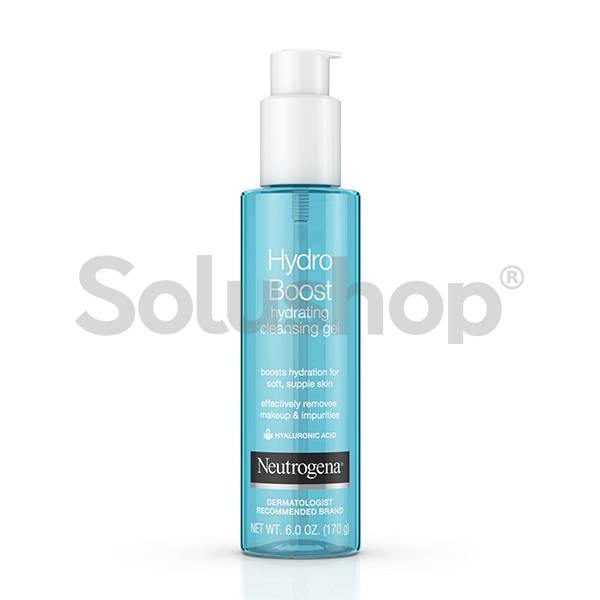 Hydro
Boost
hydrating
cleansing gel
Solushop®
boosts hydration for
soft, supple skin
effectively removes
makeup & impurities
HYALURONIC ACID
Neutrogena®
DERMATOLOGIST
RECOMMENDED BRAND
NET WT. 6.0 OZ. (170 g)